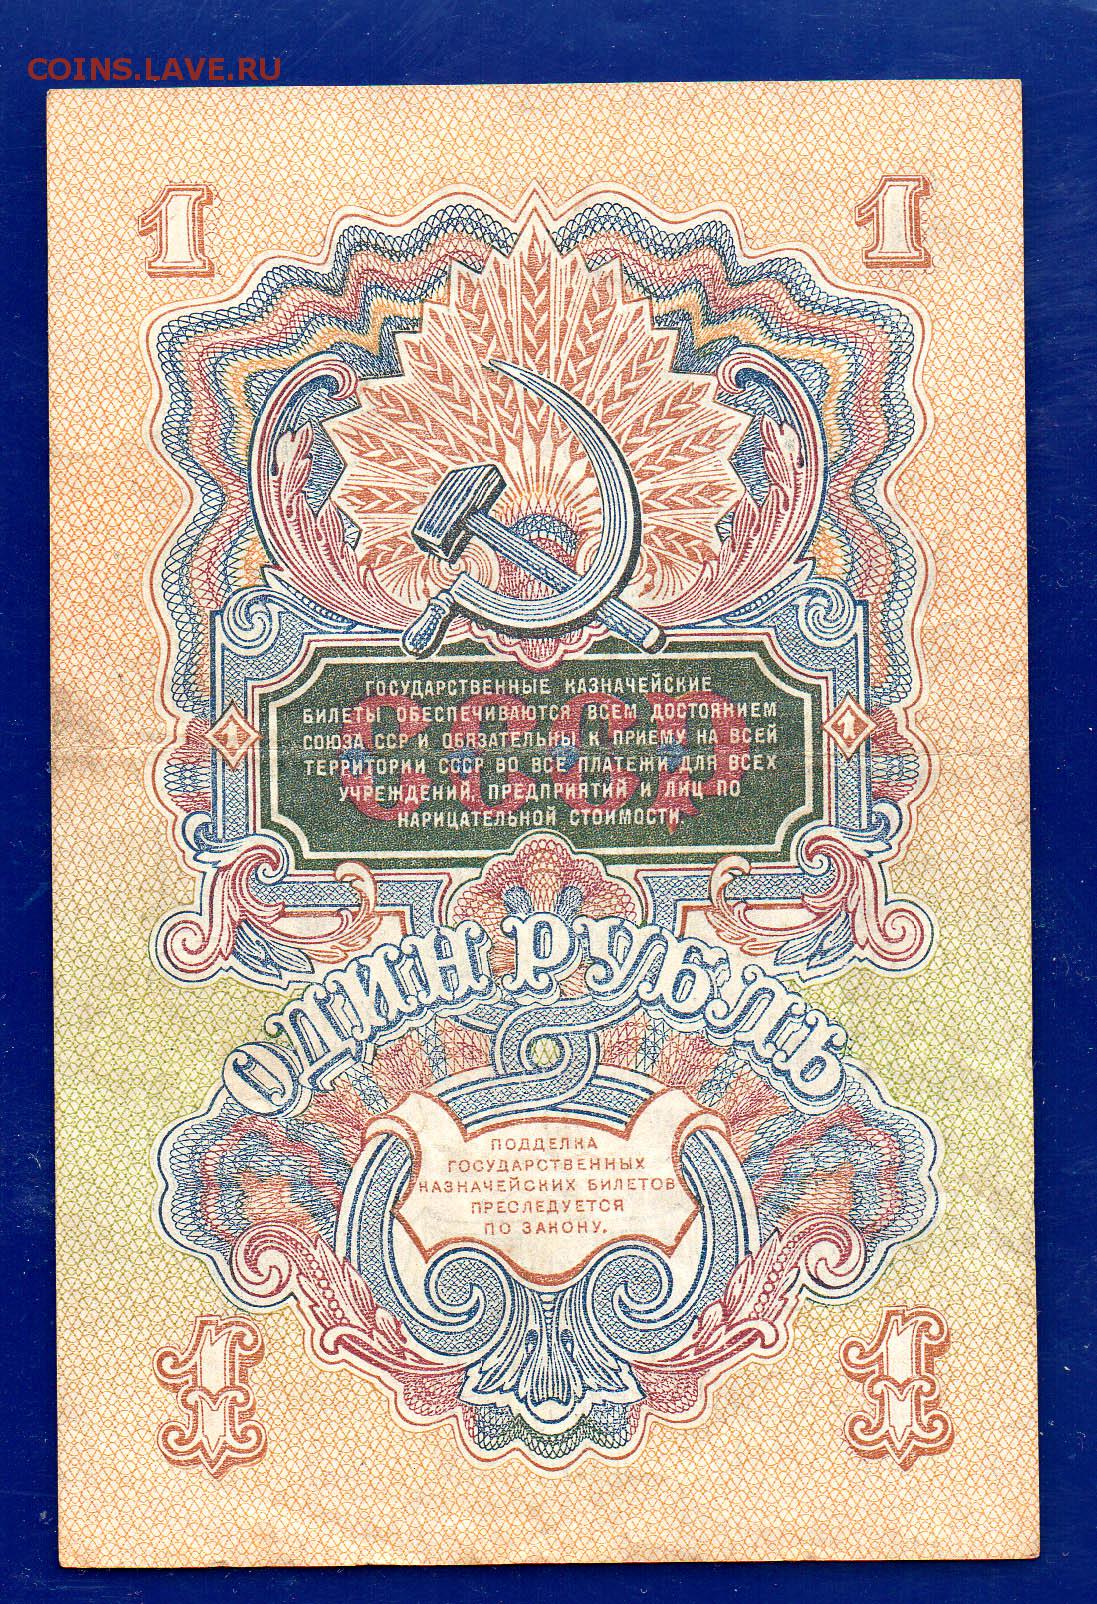 COINS.LAVE.RU
1 1
ГОСУДАРСТВЕННЫЕ КАЗНАЧЕЙСКИЕ
БИЛЕТЫ ОБЕСПЕЧИВАЮТСЯ ВСЕМ ДОСТОЯНИЕМ
СОЮЗА ССР И ОБЯЗАТЕЛЬНЫ К ПРИЕМУ НА ВСЕЙ
ТЕРРИТОРИИ СССР ВО ВСЕ ПЛАТЕЖИ ДЛЯ ВСЕХ
УЧРЕЖДЕНИЙ, ПРЕДПРИЯТИЙ И ЛИЦ ПО
НАРИЦАТЕЛЬНОЙ СТОИМОСТИ.
СССР
1 1
ОДИН РУБЛЬ
ПОДДЕЛКА
ГОСУДАРСТВЕННЫХ
КАЗНАЧЕЙСКИХ БИЛЕТОВ
ПРЕСЛЕДУЕТСЯ
ПО ЗАКОНУ.
1 1